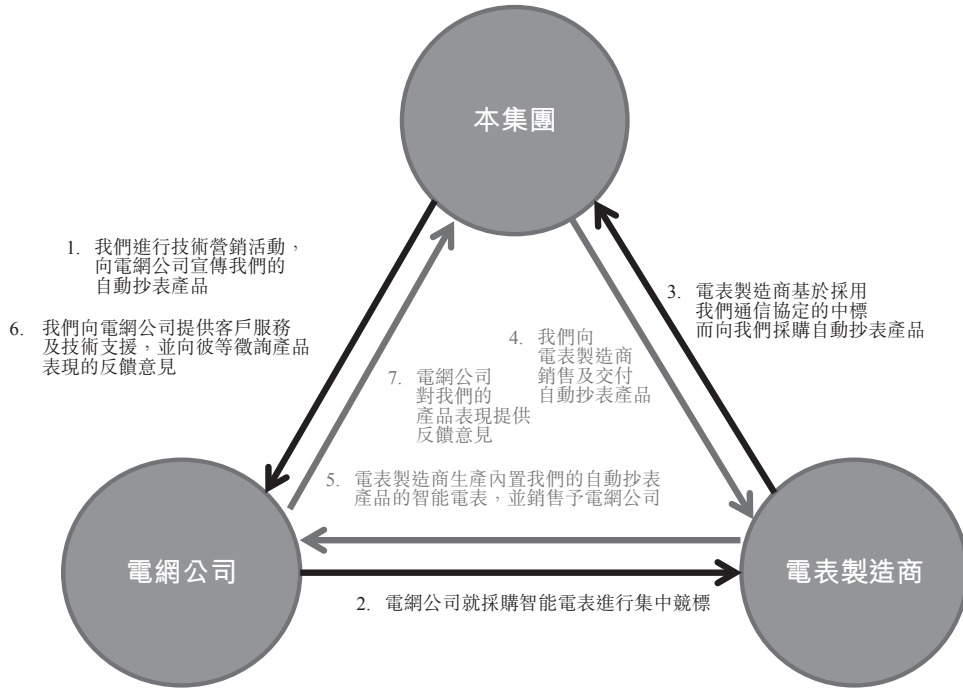 本集團
1. 我們進行技術營銷活動，
向電網公司宣傳我們的
自動抄表產品
6. 我們向電網公司提供客戶服務
及技術支援，並向彼等徵詢產品
表現的反饋意見
3. 電表製造商基於採用
我們通信協定的中標
而向我們採購自動抄表產品
4. 我們向
電表製造商
銷售及交付
自動抄表產品
7. 電網公司
對我們的
產品表現提供
反饋意見
5. 電表製造商生產內置我們的自動抄表
產品的智能電表，並銷售予電網公司
電網公司
電表製造商
2. 電網公司就採購智能電表進行集中競標